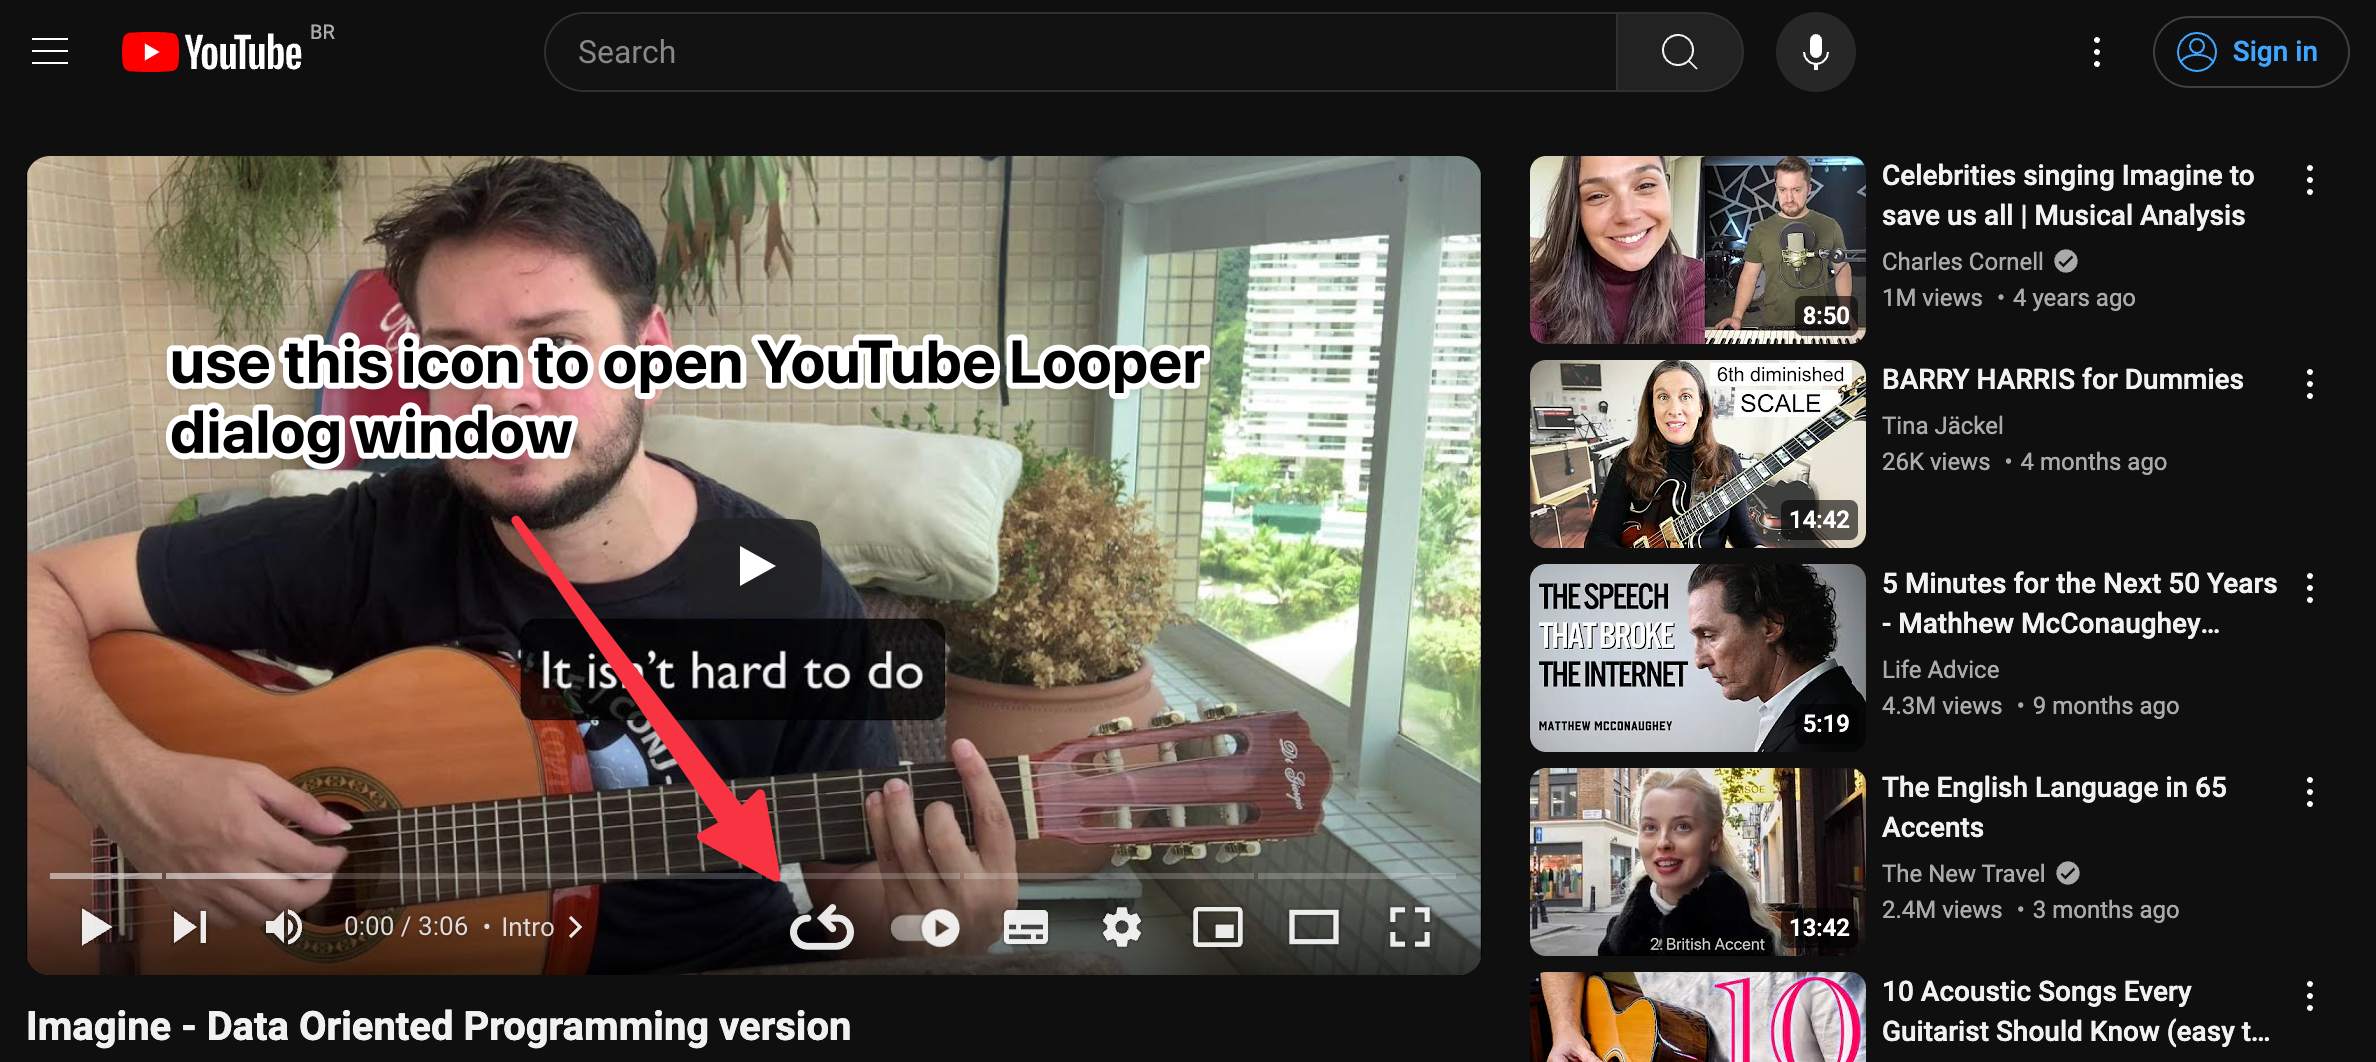 YouTube BR
Search
Sign in
use this icon to open YouTube Looper
dialog window
It isn't hard to do
0:00 / 3:06 • Intro
Imagine - Data Oriented Programming version
8:50
Celebrities singing Imagine to
save us all | Musical Analysis
Charles Cornell
1M views • 4 years ago
6th diminished
SCALE
14:42
BARRY HARRIS for Dummies
Tina Jäckel
26K views • 4 months ago
THE SPEECH
THAT BROKE
THE INTERNET
MATTHEW MCCONAUGHEY
5:19
5 Minutes for the Next 50 Years
- Mathhew McConaughey…
Life Advice
4.3M views • 9 months ago
2. British Accent
13:42
The English Language in 65
Accents
The New Travel
2.4M views • 3 months ago
10
10 Acoustic Songs Every
Guitarist Should Know (easy t…